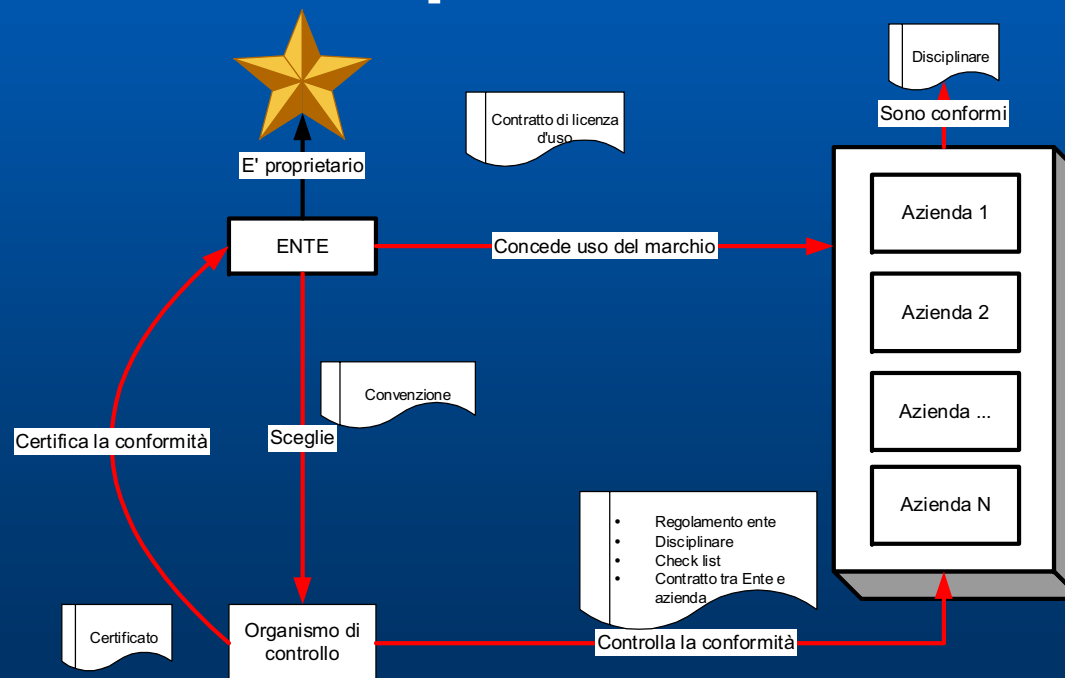 Disciplinare
Sono conformi
Contratto di licenza
d'uso
E' proprietario
Azienda 1
ENTE
Concede uso del marchio
Azienda 2
Convenzione
Azienda ...
Certifica la conformità
Sceglie
Azienda N
• Regolamento ente
• Disciplinare
• Check list
• Contratto tra Ente e
azienda
Certificato
Organismo di
controllo
Controlla la conformità